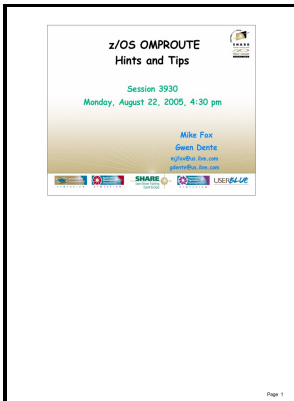 z/OS OMPROUTE
Hints and Tips
SHARE
Session 3930
Monday, August 22, 2005, 4:30 pm
Mike Fox
Gwen Dente
mjfox@us.ibm.com
gdente@us.ibm.com
SHARE
USERBLUE
Page 1